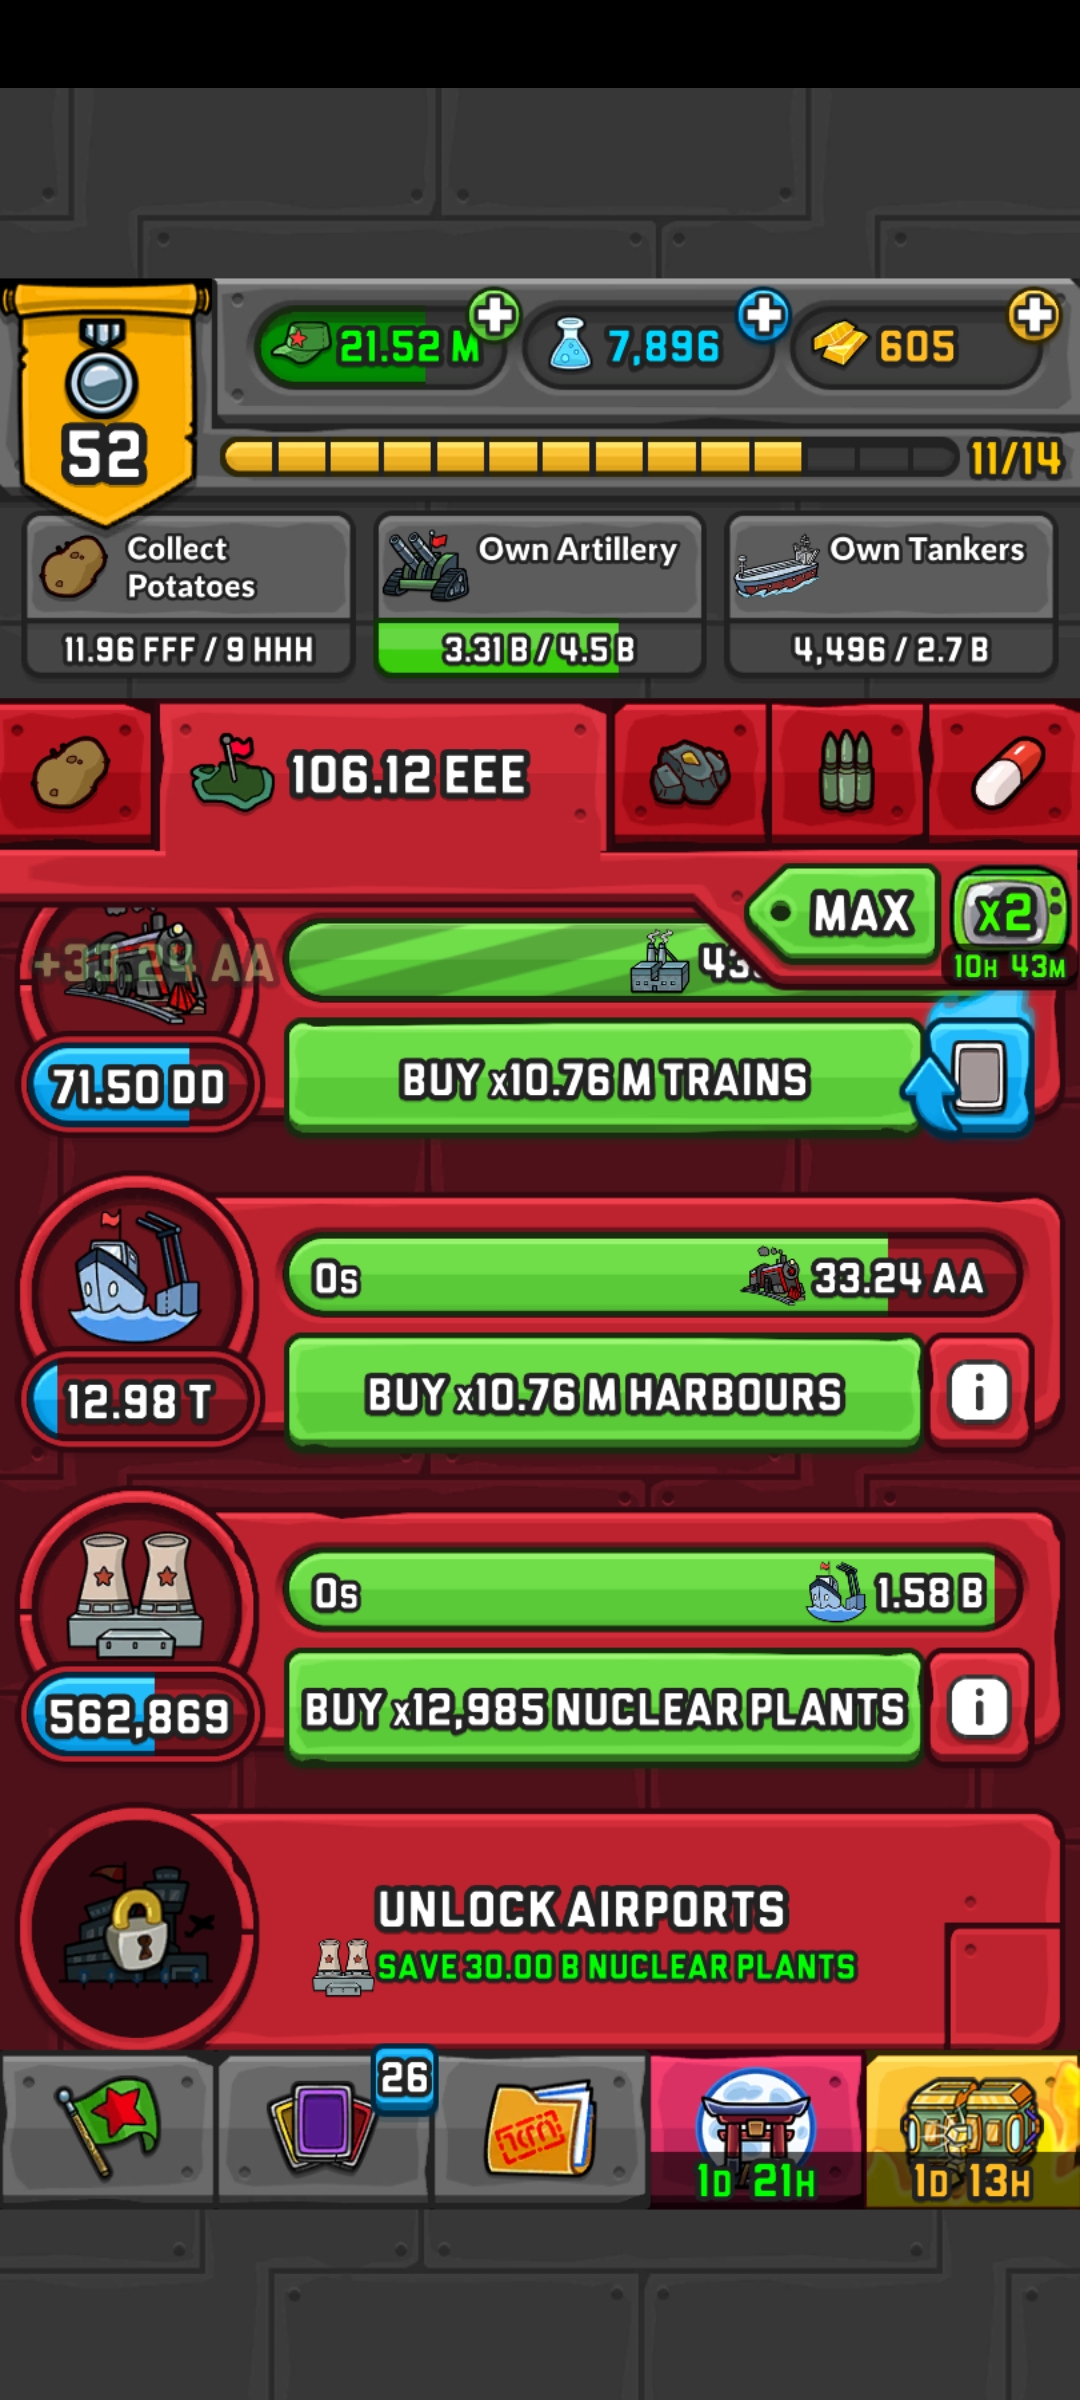 21.52 M
7,896
605
52
11/14
Collect
Potatoes
Own Artillery
Own Tankers
11.96 FFF / 9 HHH
3.31 B / 4.5 B
4,496 / 2.7 B
106.12 EEE
MAX
x2
10H 43M
+33.24 AA
71.50 DD
BUY x10.76 M TRAINS
0s
33.24 AA
12.98 T
BUY x10.76 M HARBOURS
i
0s
1.58 B
562,869
BUY x12,985 NUCLEAR PLANTS
i
UNLOCK AIRPORTS
SAVE 30.00 B NUCLEAR PLANTS
26
1D 21H
1D 13H